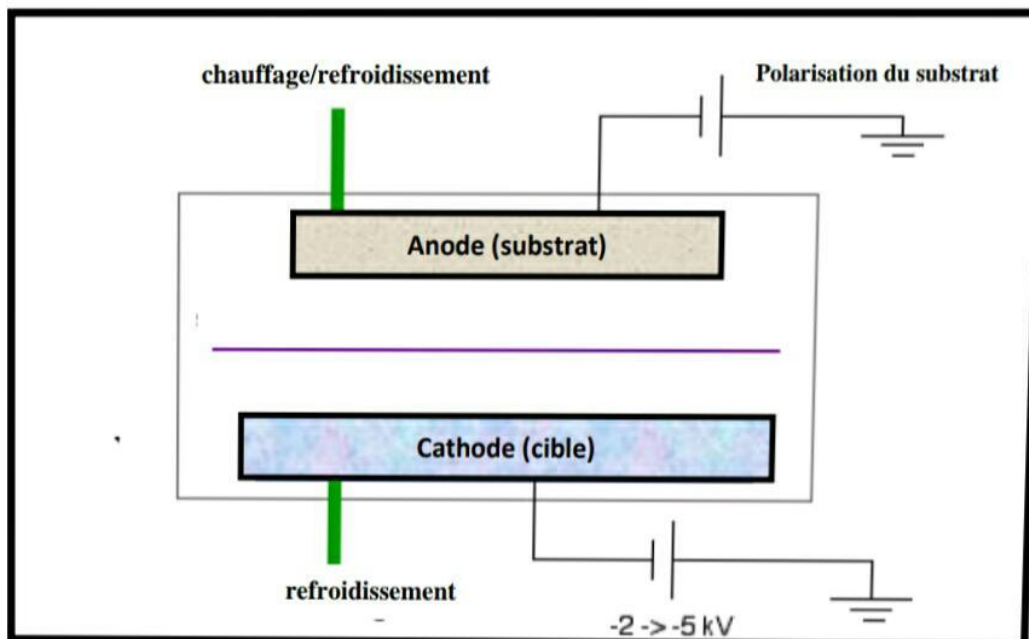 chauffage/refroidissement
Polarisation du substrat
Anode (substrat)
Cathode (cible)
refroidissement
-2 -> -5 kV